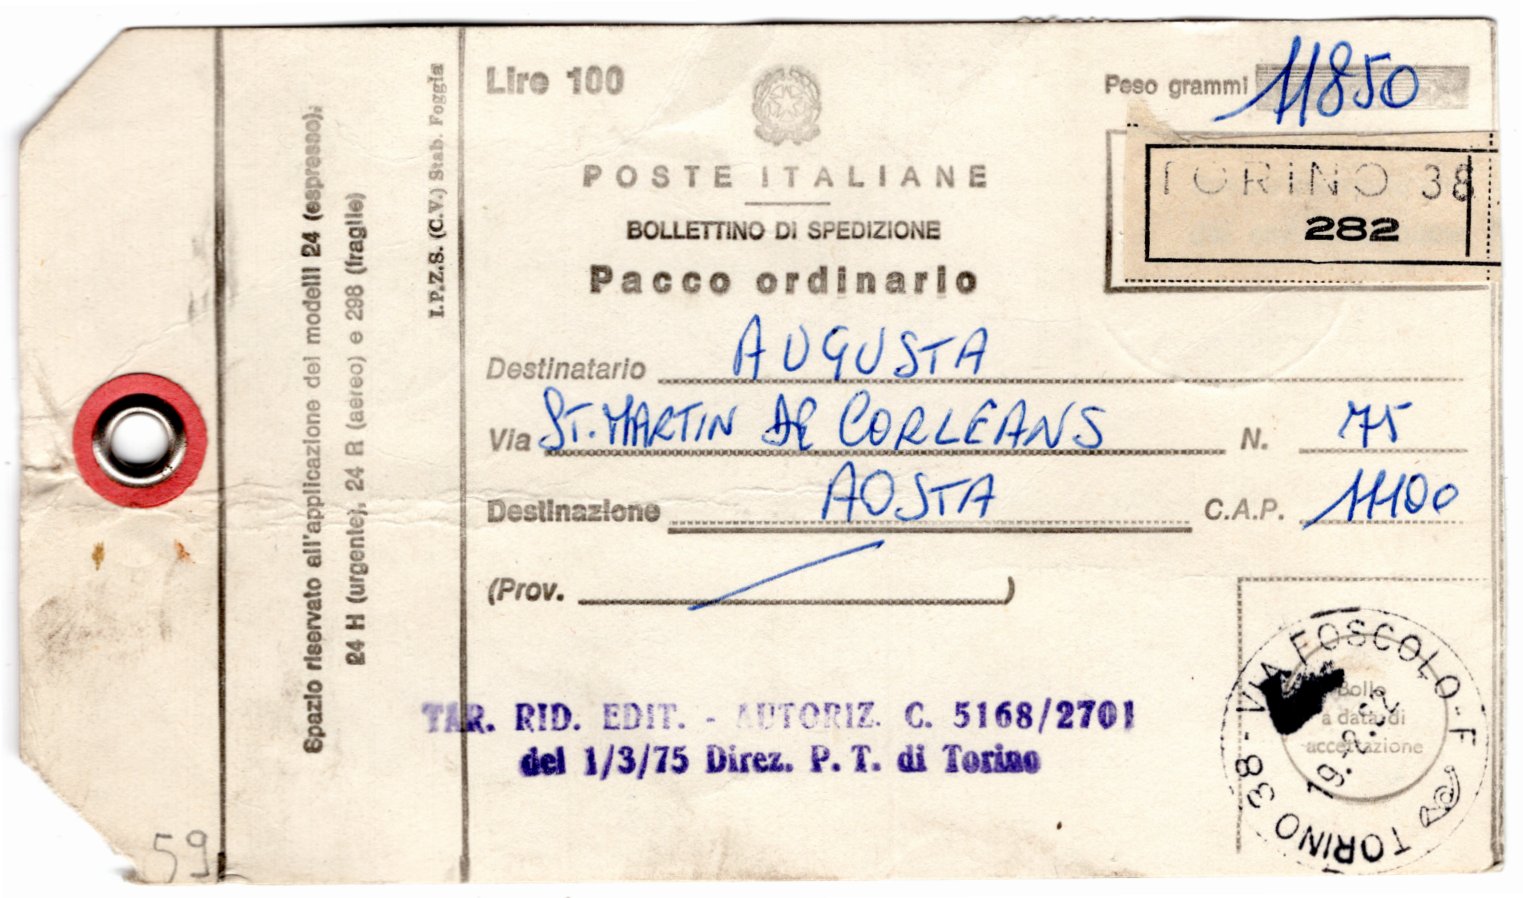 Spazio riservato all'applicazione dei modelli 24 (espresso),
24 H (urgente), 24 R (aereo) e 298 (fragile)
I.P.Z.S. (C.V.) Stab. Foggia
Lire 100
Peso grammi 11850
TORINO 38
282
POSTE ITALIANE
BOLLETTINO DI SPEDIZIONE
Pacco ordinario
Destinatario AUGUSTA
Via ST. MARTIN DE CORLEANS N. 75
Destinazione AOSTA C.A.P. 11100
(Prov. )
TAR. RID. EDIT. - AUTORIZ. C. 5168/2701
del 1/3/75 Direz. P. T. di Torino
Bollo
a data di
accettazione
TORINO 38 - VIA FOSCOLO - F
59